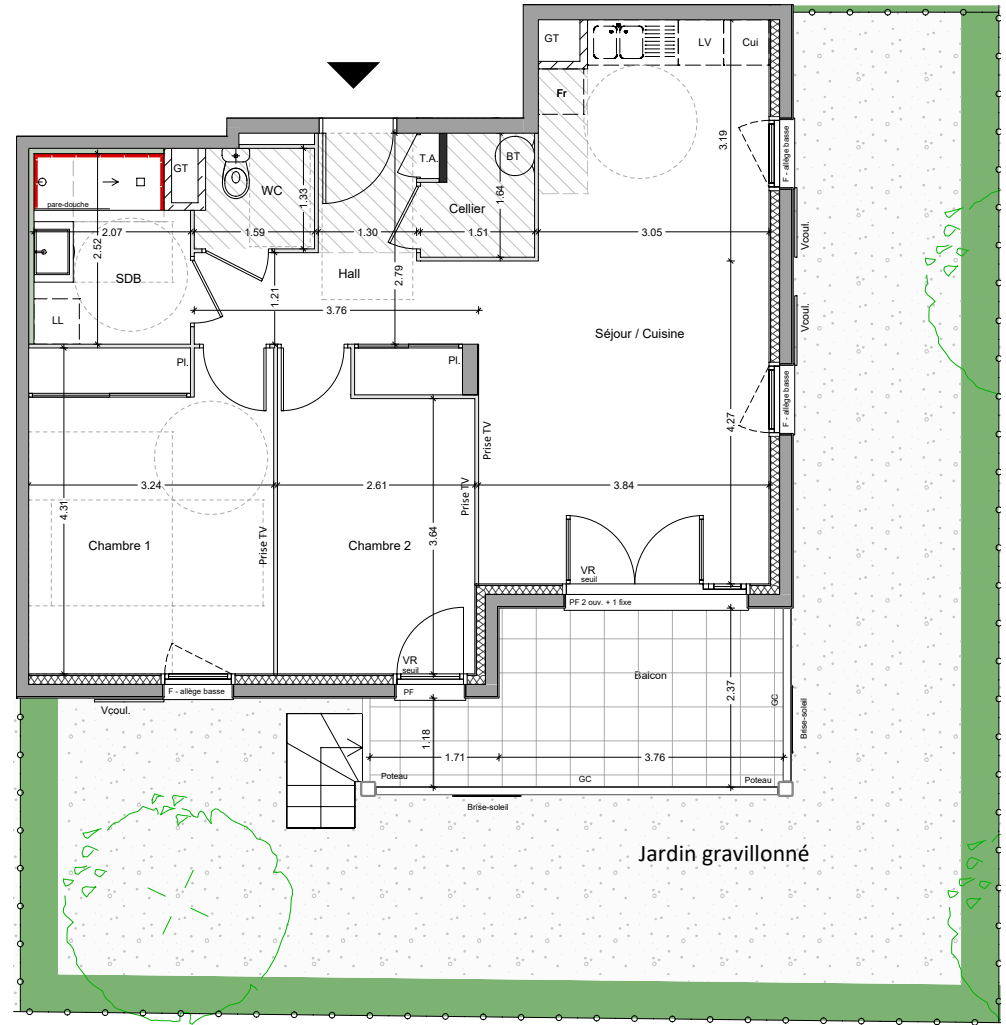 GT
LV
Cui
Fr
3.19
F - allège basse
T.A.
BT
GT
WC
1.33
1.64
Cellier
pare-douche
2.07
1.59
1.30
1.51
3.05
Vcoul.
2.52
SDB
Hall
2.79
1.21
3.76
LL
Séjour / Cuisine
Vcoul.
Pl.
Pl.
F - allège basse
4.27
Prise TV
3.24
2.61
3.84
4.31
Prise TV
Prise TV
3.64
Chambre 1
Chambre 2
VR
seuil
PF 2 ouv. + 1 fixe
VR
seuil
F - allège basse
PF
Balcon
2.37
GC
Brise-soleil
Vçoul.
1.18
1.71
3.76
Poteau
GC
Poteau
Brise-soleil
Jardin gravillonné